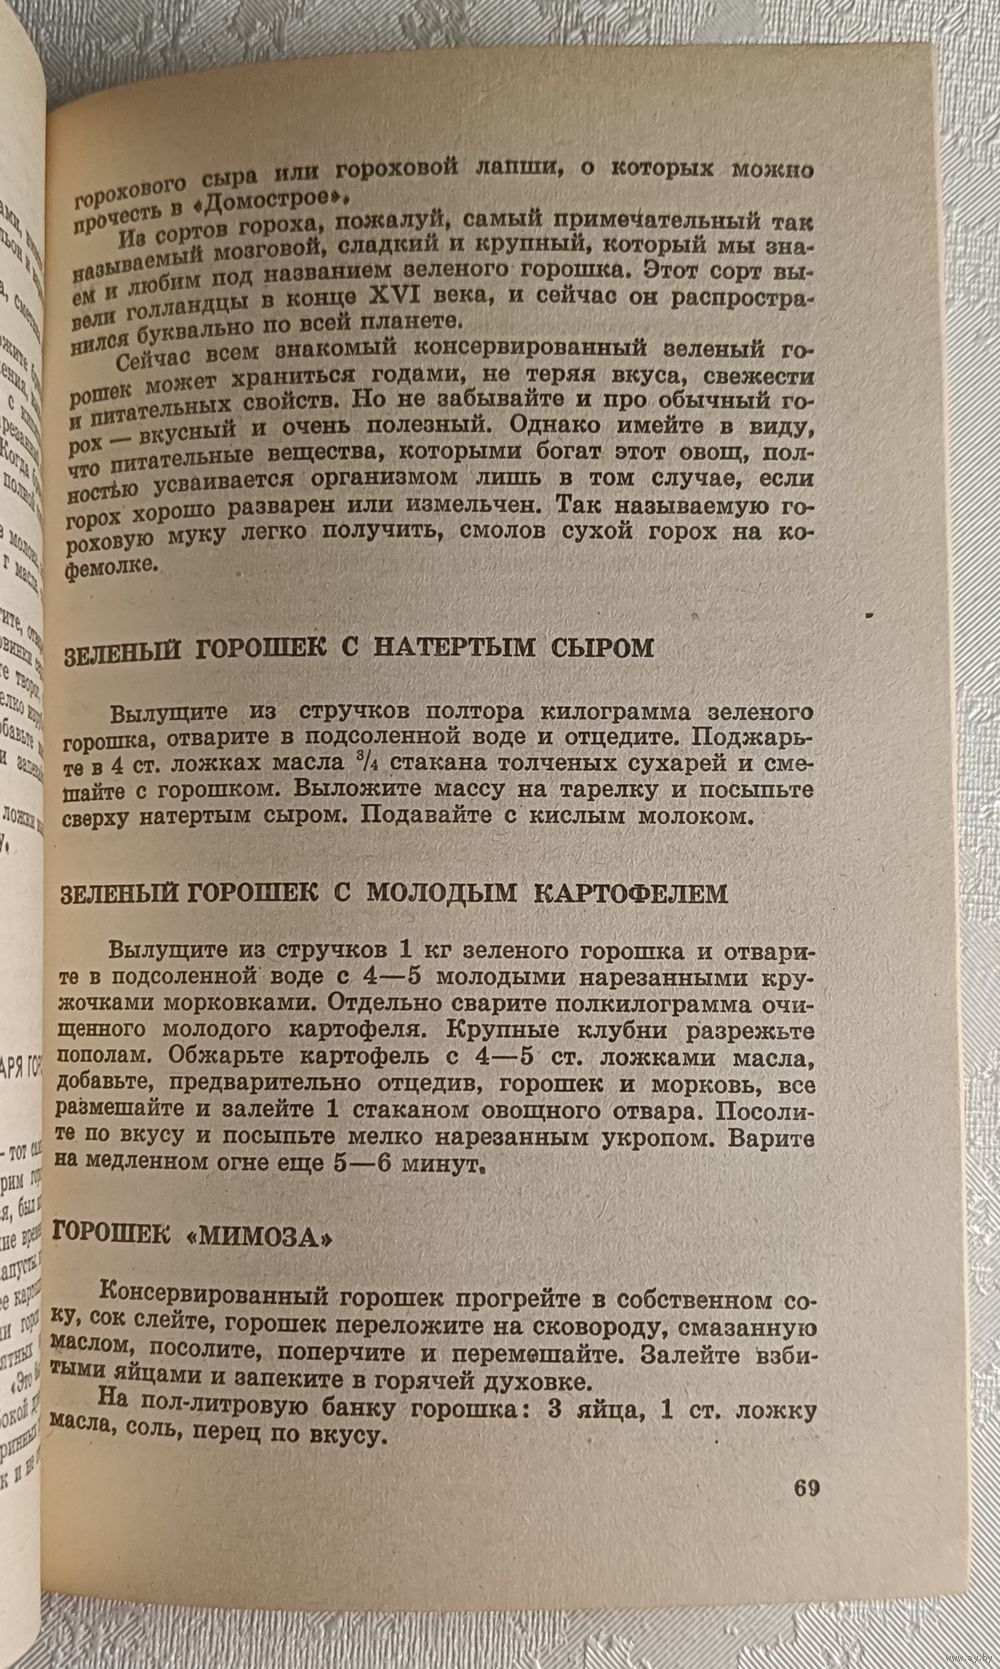 горохового сыра или гороховой лапши, о которых можно
прочесть в «Домострое».
Из сортов гороха, пожалуй, самый примечательный так
называемый мозговой, сладкий и крупный, который мы зна-
ем и любим под названием зеленого горошка. Этот сорт вы-
вели голландцы в конце XVI века, и сейчас он распростра-
нился буквально по всей планете.
Сейчас всем знакомый консервированный зеленый го-
рошек может храниться годами, не теряя вкуса, свежести
и питательных свойств. Но не забывайте и про обычный го-
рох — вкусный и очень полезный. Однако имейте в виду,
что питательные вещества, которыми богат этот овощ, пол-
ностью усваивается организмом лишь в том случае, если
горох хорошо разварен или измельчен. Так называемую го-
роховую муку легко получить, смолов сухой горох на ко-
фемолке.
ЗЕЛЕНЫЙ ГОРОШЕК С НАТЕРТЫМ СЫРОМ
Вылущите из стручков полтора килограмма зеленого
горошка, отварите в подсоленной воде и отцедите. Поджарь-
те в 4 ст. ложках масла 3/4 стакана толченых сухарей и сме-
шайте с горошком. Выложите массу на тарелку и посыпьте
сверху натертым сыром. Подавайте с кислым молоком.
ЗЕЛЕНЫЙ ГОРОШЕК С МОЛОДЫМ КАРТОФЕЛЕМ
Вылущите из стручков 1 кг зеленого горошка и отвари-
те в подсоленной воде с 4—5 молодыми нарезанными кру-
жочками морковками. Отдельно сварите полкилограмма очи-
щенного молодого картофеля. Крупные клубни разрежьте
пополам. Обжарьте картофель с 4—5 ст. ложками масла,
добавьте, предварительно отцедив, горошек и морковь, все
размешайте и залейте 1 стаканом овощного отвара. Посоли-
те по вкусу и посыпьте мелко нарезанным укропом. Варите
на медленном огне еще 5—6 минут.
ГОРОШЕК «МИМОЗА»
Консервированный горошек прогрейте в собственном со-
ку, сок слейте, горошек переложите на сковороду, смазанную
маслом, посолите, поперчите и перемешайте. Залейте взби-
тыми яйцами и запеките в горячей духовке.
На пол-литровую банку горошка: 3 яйца, 1 ст. ложку
масла, соль, перец по вкусу.
69
www.ay.by